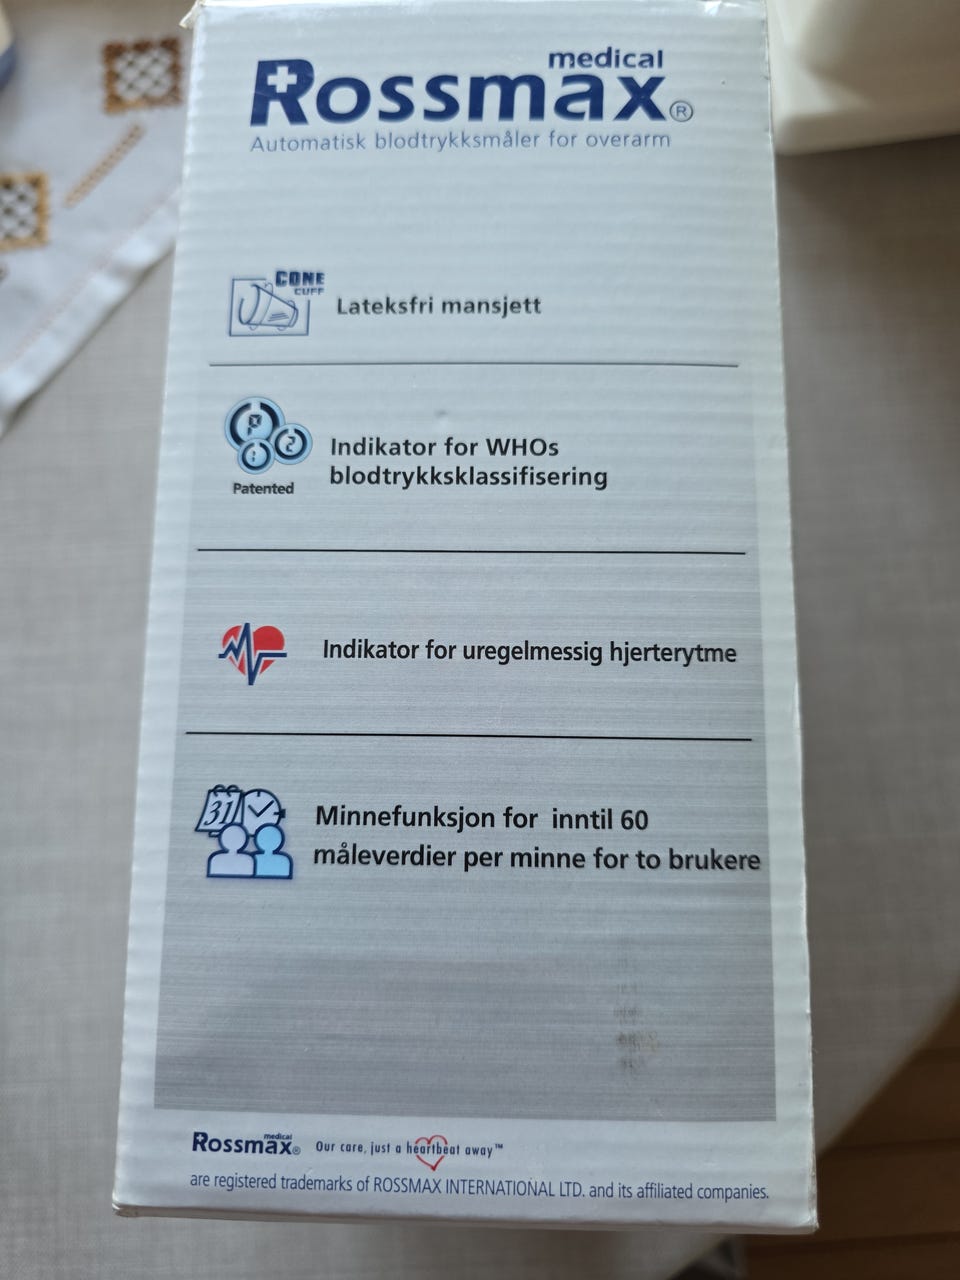 medical
Rossmax®
Automatisk blodtrykksmåler for overarm
CONE
CUFF
Lateksfri mansjett
P
1
2
Indikator for WHOs
blodtrykksklassifisering
Patented
Indikator for uregelmessig hjerterytme
31
Minnefunksjon for inntil 60
måleverdier per minne for to brukere
medical
Rossmax® Our care, just a heartbeat away™
are registered trademarks of ROSSMAX INTERNATIONAL LTD. and its affiliated companies.